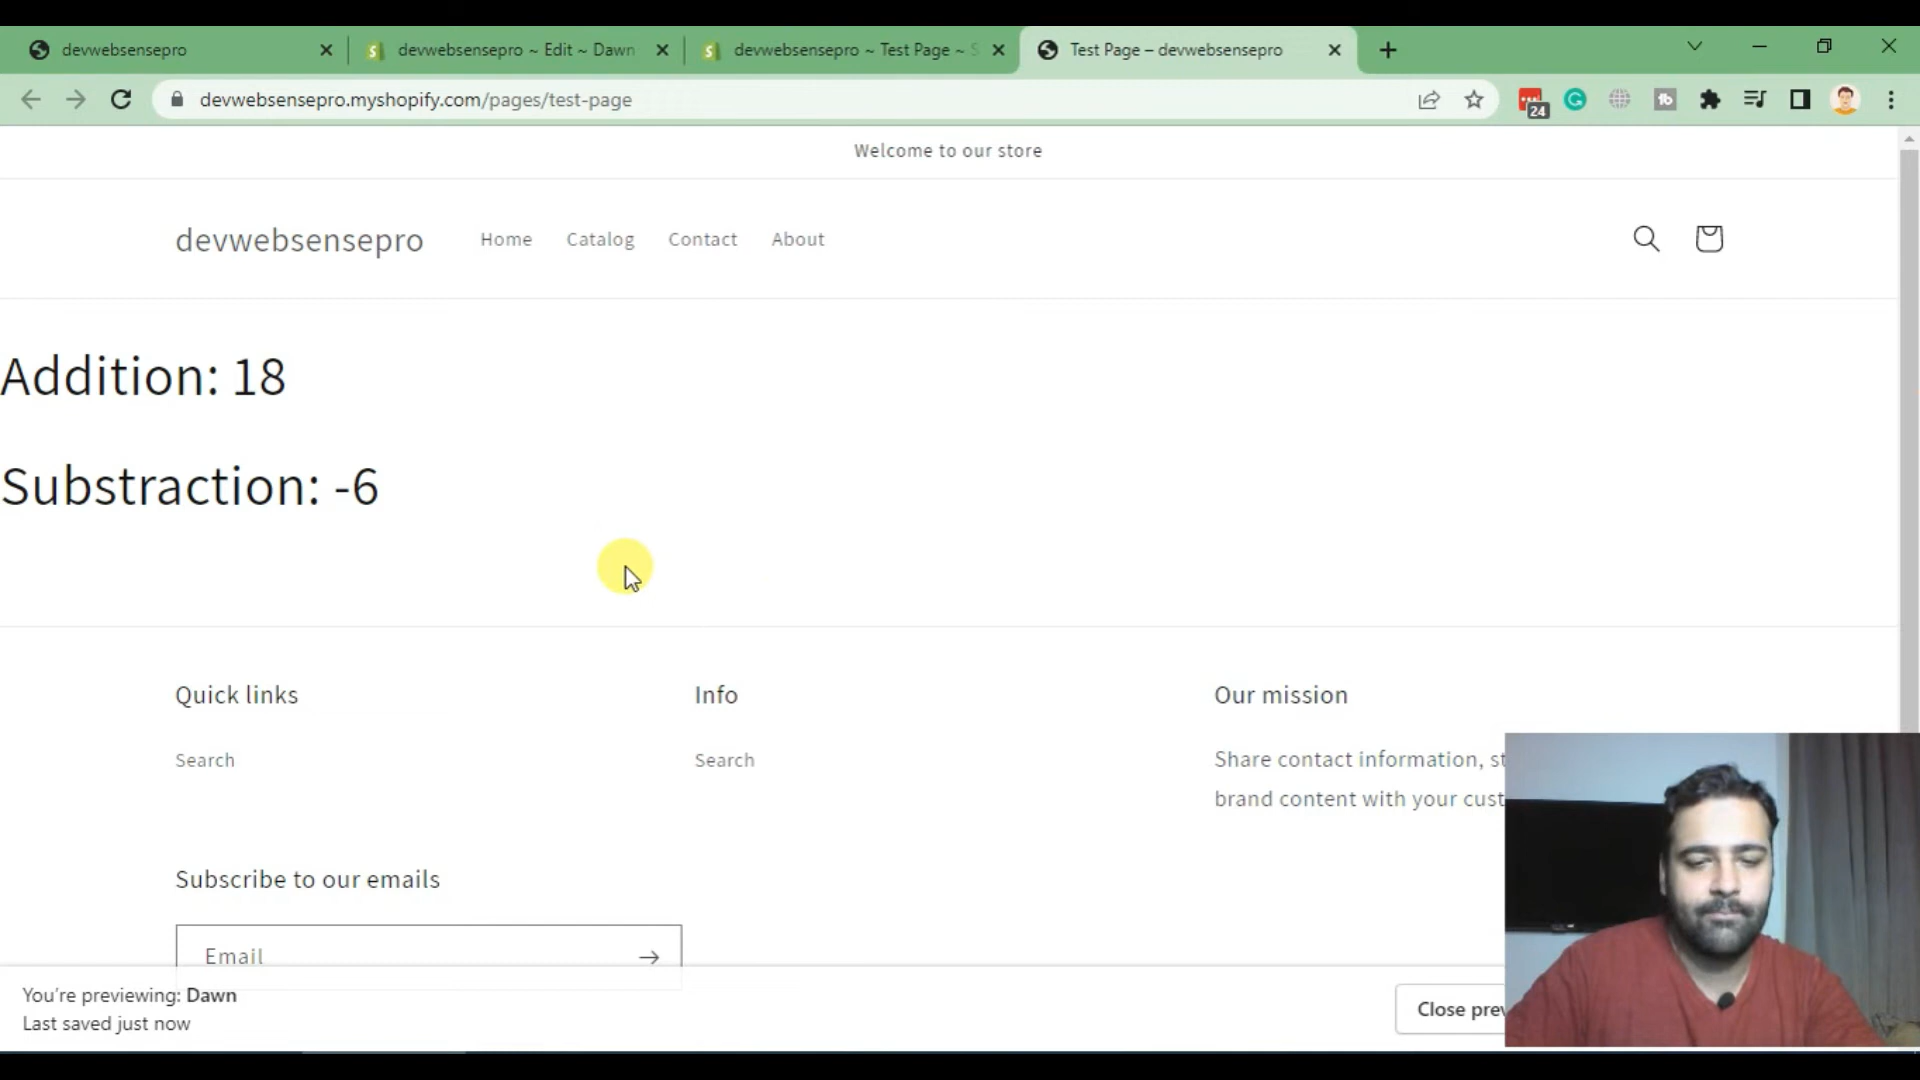 devwebsensepro
devwebsensepro ~ Edit ~ Dawn
devwebsensepro ~ Test Page ~ S
Test Page – devwebsensepro
devwebsensepro.myshopify.com/pages/test-page
24
Welcome to our store
devwebsensepro
Home
Catalog
Contact
About
Addition: 18
Substraction: -6
Quick links
Info
Our mission
Search
Search
Share contact information, st
brand content with your cust
Subscribe to our emails
Email
You're previewing: Dawn
Last saved just now
Close prev